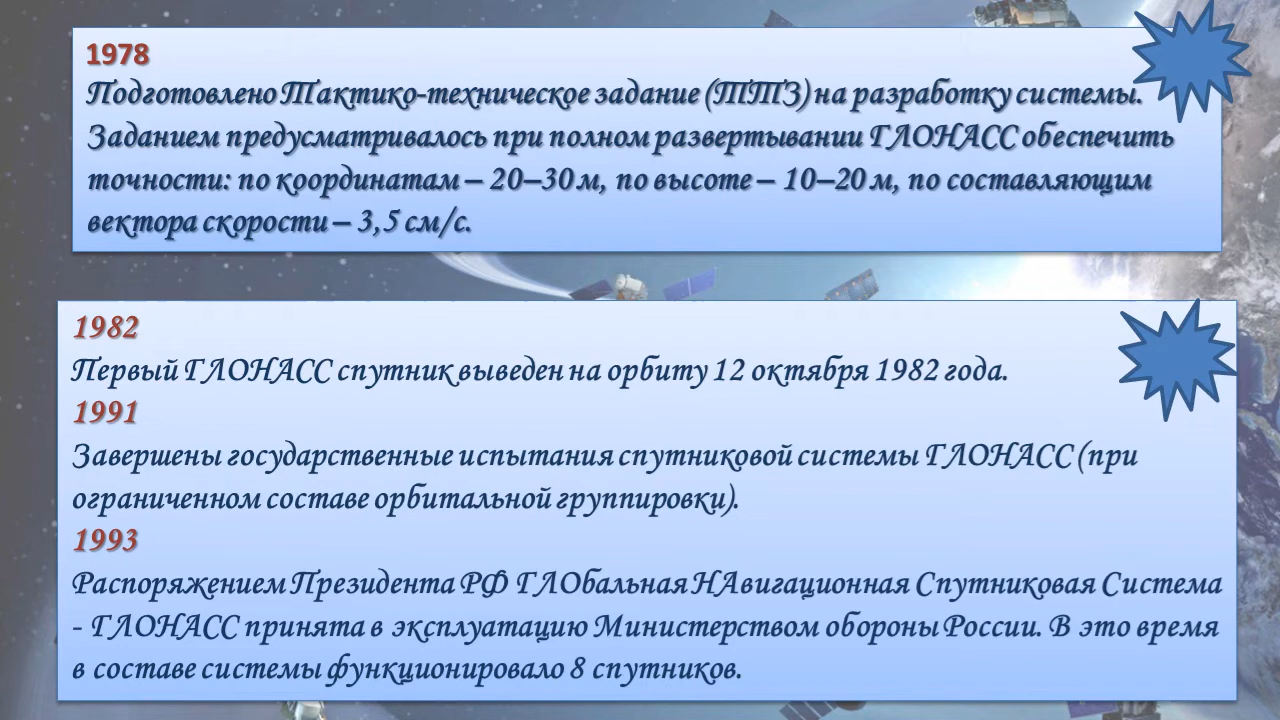 1978
Подготовлено Тактико-техническое задание (ТТЗ) на разработку системы.
Заданием предусматривалось при полном развертывании ГЛОНАСС обеспечить
точности: по координатам – 20–30 м, по высоте – 10–20 м, по составляющим
вектора скорости – 3,5 см/с.
1982
Первый ГЛОНАСС спутник выведен на орбиту 12 октября 1982 года.
1991
Завершены государственные испытания спутниковой системы ГЛОНАСС (при
ограниченном составе орбитальной группировки).
1993
Распоряжением Президента РФ ГЛОбальная НАвигационная Спутниковая Система
- ГЛОНАСС принята в эксплуатацию Министерством обороны России. В это время
в составе системы функционировало 8 спутников.